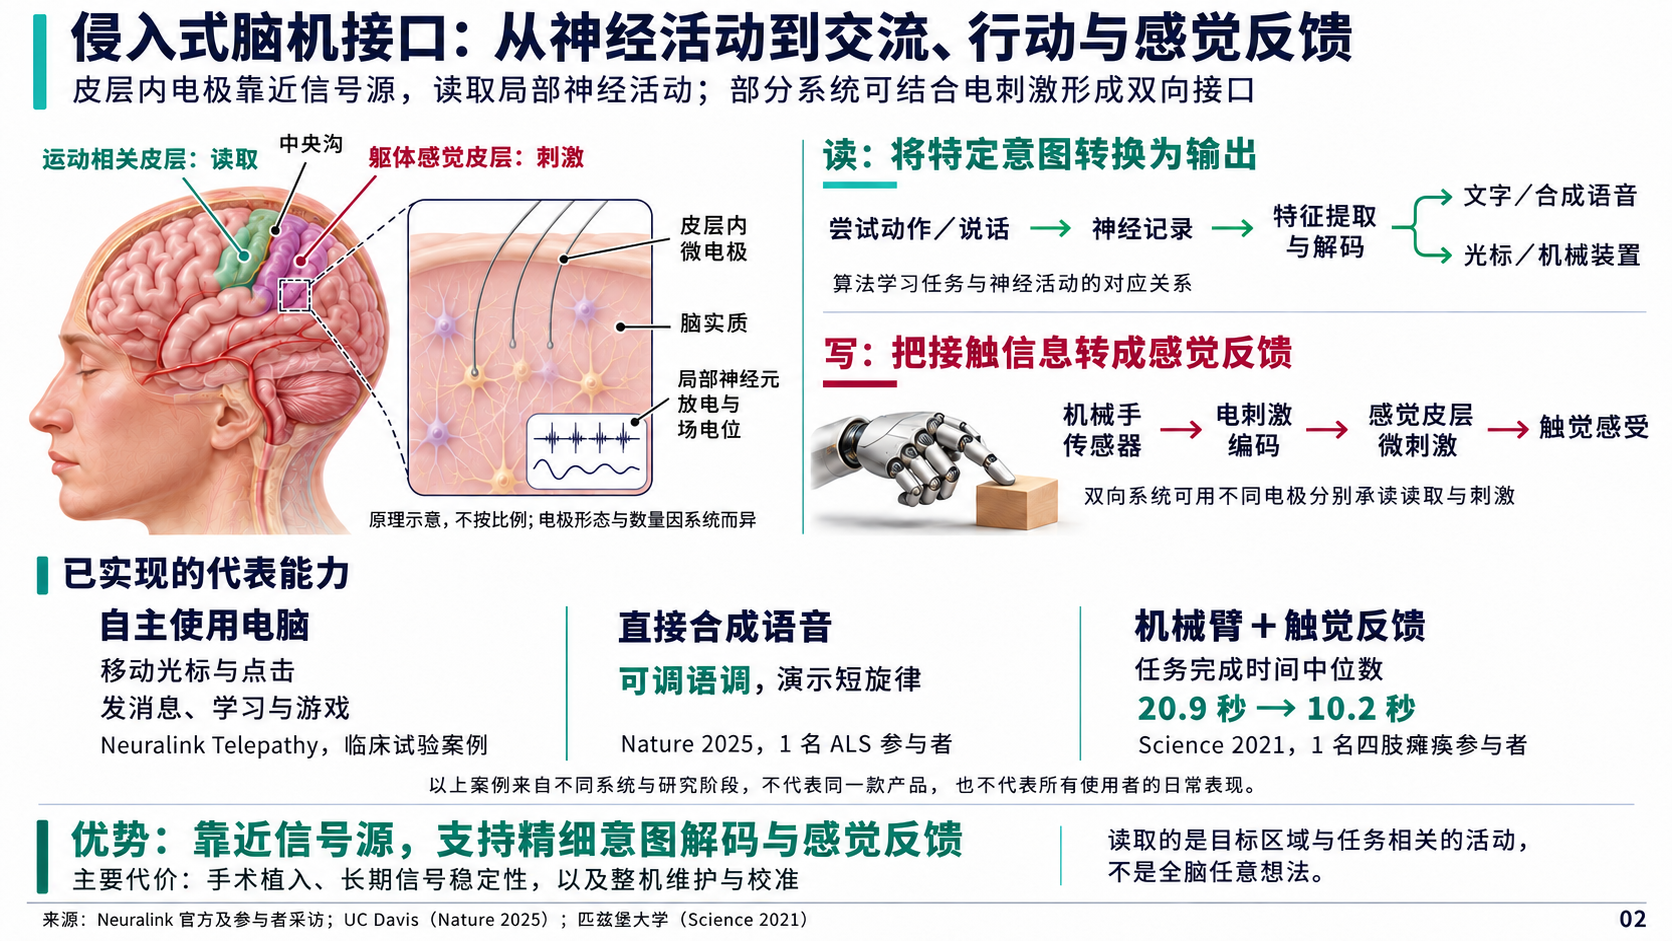 侵入式脑机接口：从神经活动到交流、行动与感觉反馈
皮层内电极靠近信号源，读取局部神经活动；部分系统可结合电刺激形成双向接口
运动相关皮层：读取
中央沟
躯体感觉皮层：刺激
皮层内
微电极
脑实质
局部神经元
放电与
场电位
原理示意，不按比例；电极形态与数量因系统而异
读：将特定意图转换为输出
尝试动作／说话 → 神经记录 → 特征提取
与解码
文字／合成语音
光标／机械装置
算法学习任务与神经活动的对应关系
写：把接触信息转成感觉反馈
机械手
传感器
→
电刺激
编码
→
感觉皮层
微刺激
→ 触觉感受
双向系统可用不同电极分别承读读取与刺激
已实现的代表能力
自主使用电脑
移动光标与点击
发消息、学习与游戏
Neuralink Telepathy，临床试验案例
直接合成语音
可调语调，演示短旋律
Nature 2025，1 名 ALS 参与者
机械臂＋触觉反馈
任务完成时间中位数
20.9 秒 → 10.2 秒
Science 2021，1 名四肢瘫痪参与者
以上案例来自不同系统与研究阶段，不代表同一款产品，也不代表所有使用者的日常表现。
优势：靠近信号源，支持精细意图解码与感觉反馈
主要代价：手术植入、长期信号稳定性，以及整机维护与校准
读取的是目标区域与任务相关的活动，
不是全脑任意想法。
来源：Neuralink 官方及参与者采访；UC Davis（Nature 2025）；匹兹堡大学（Science 2021）
02